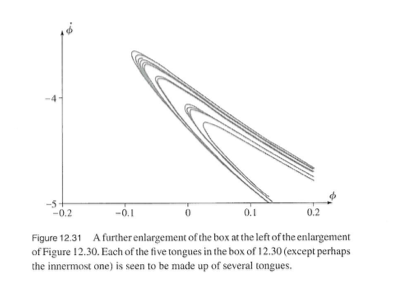 φ̇
−4
−5
−0.2 −0.1 0 0.1 0.2
φ
Figure 12.31 A further enlargement of the box at the left of the enlargement
of Figure 12.30. Each of the five tongues in the box of 12.30 (except perhaps
the innermost one) is seen to be made up of several tongues.